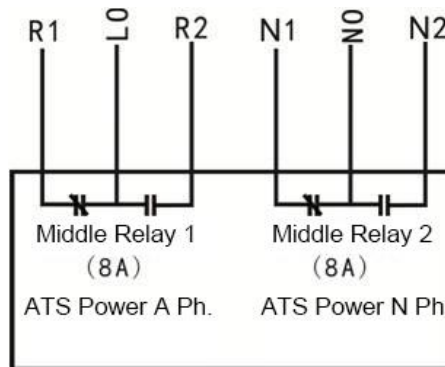 R1 L0 R2 N1 N0 N2
Middle Relay 1 Middle Relay 2
(8A) (8A)
ATS Power A Ph. ATS Power N Ph